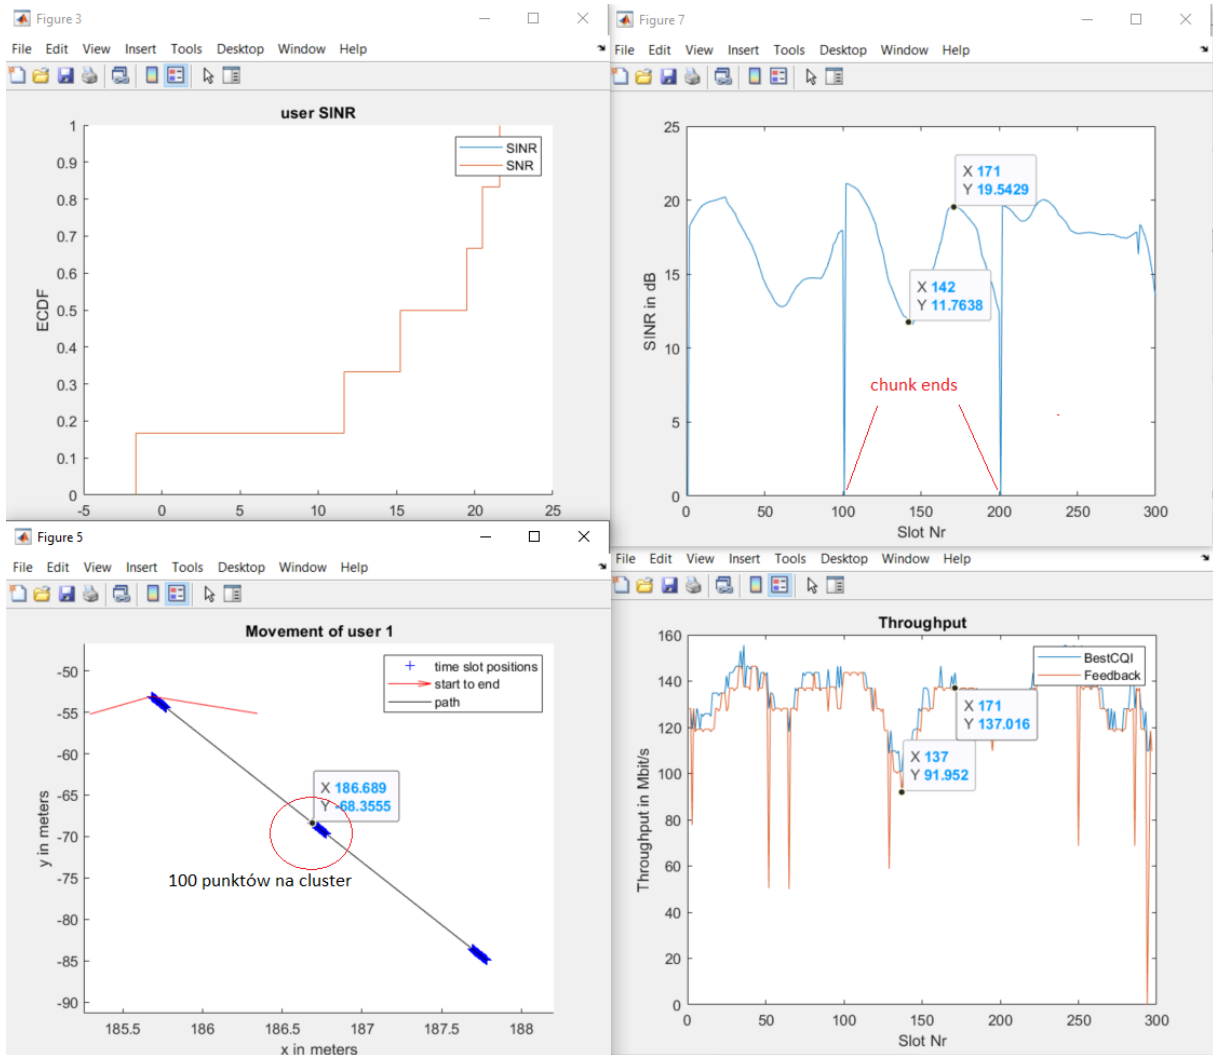 Figure 3
File Edit View Insert Tools Desktop Window Help
user SINR
SINR
SNR
1
0.9
0.8
0.7
0.6
0.5
0.4
0.3
0.2
0.1
0
ECDF
-5 0 5 10 15 20 25
Figure 7
File Edit View Insert Tools Desktop Window Help
25
20
15
10
5
0
SINR in dB
X 171
Y 19.5429
X 142
Y 11.7638
chunk ends
0 50 100 150 200 250 300
Slot Nr
Figure 5
File Edit View Insert Tools Desktop Window Help
Movement of user 1
time slot positions
start to end
path
-50
-55
-60
-65
-70
-75
-80
-85
-90
y in meters
X 186.689
Y -68.3555
100 punktów na cluster
185.5 186 186.5 187 187.5 188
x in meters
File Edit View Insert Tools Desktop Window Help
Throughput
BestCQI
Feedback
160
140
120
100
80
60
40
20
0
Throughput in Mbit/s
X 171
Y 137.016
X 137
Y 91.952
0 50 100 150 200 250 300
Slot Nr